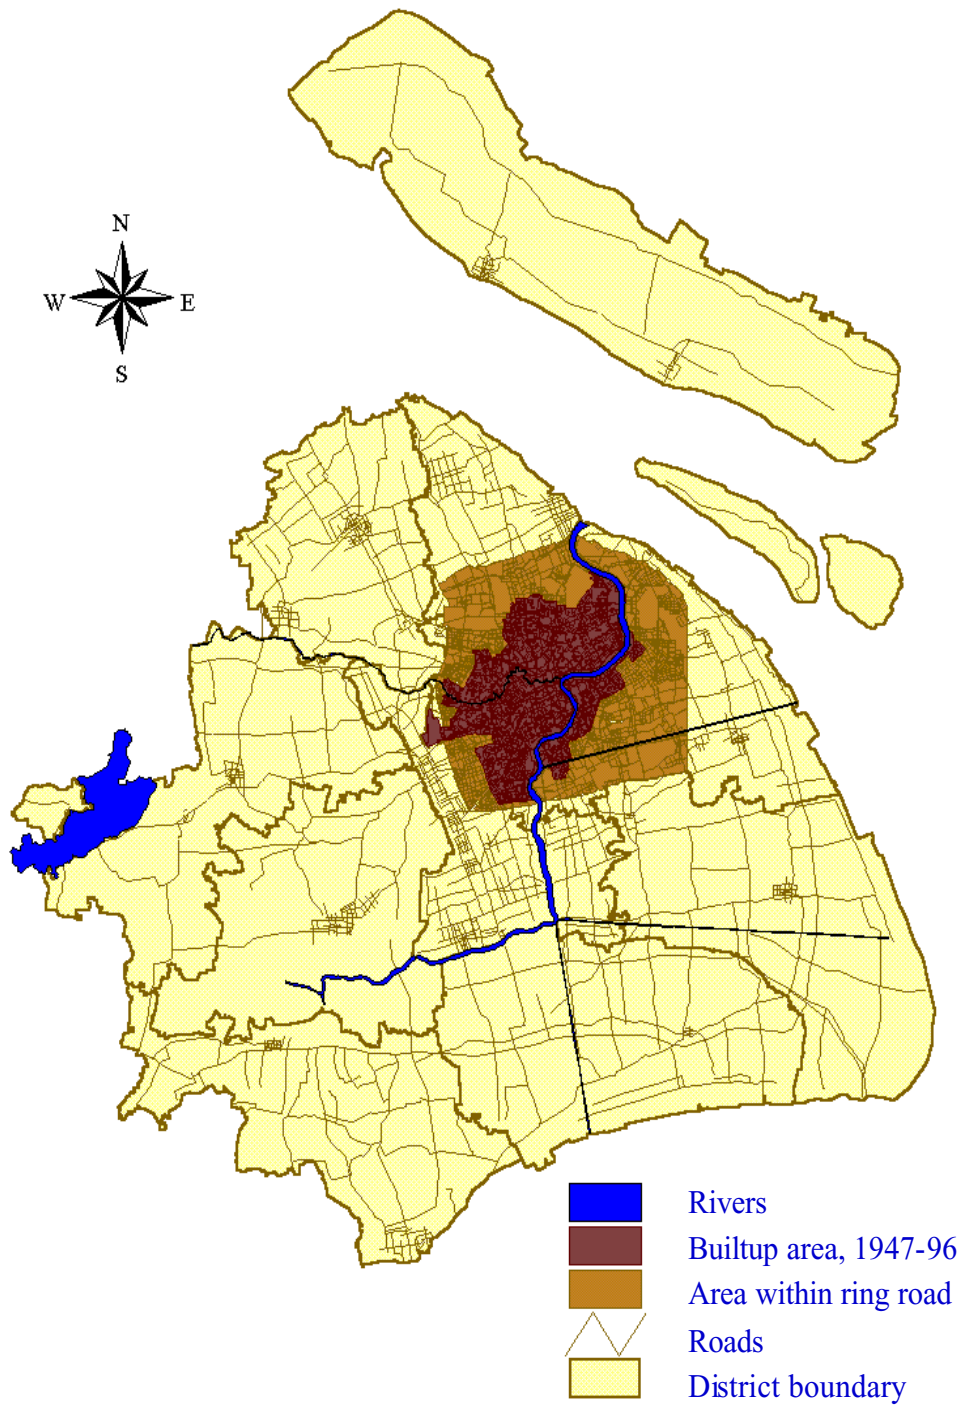 N
W E
S
Rivers
Builtup area, 1947-96
Area within ring road
Roads
District boundary